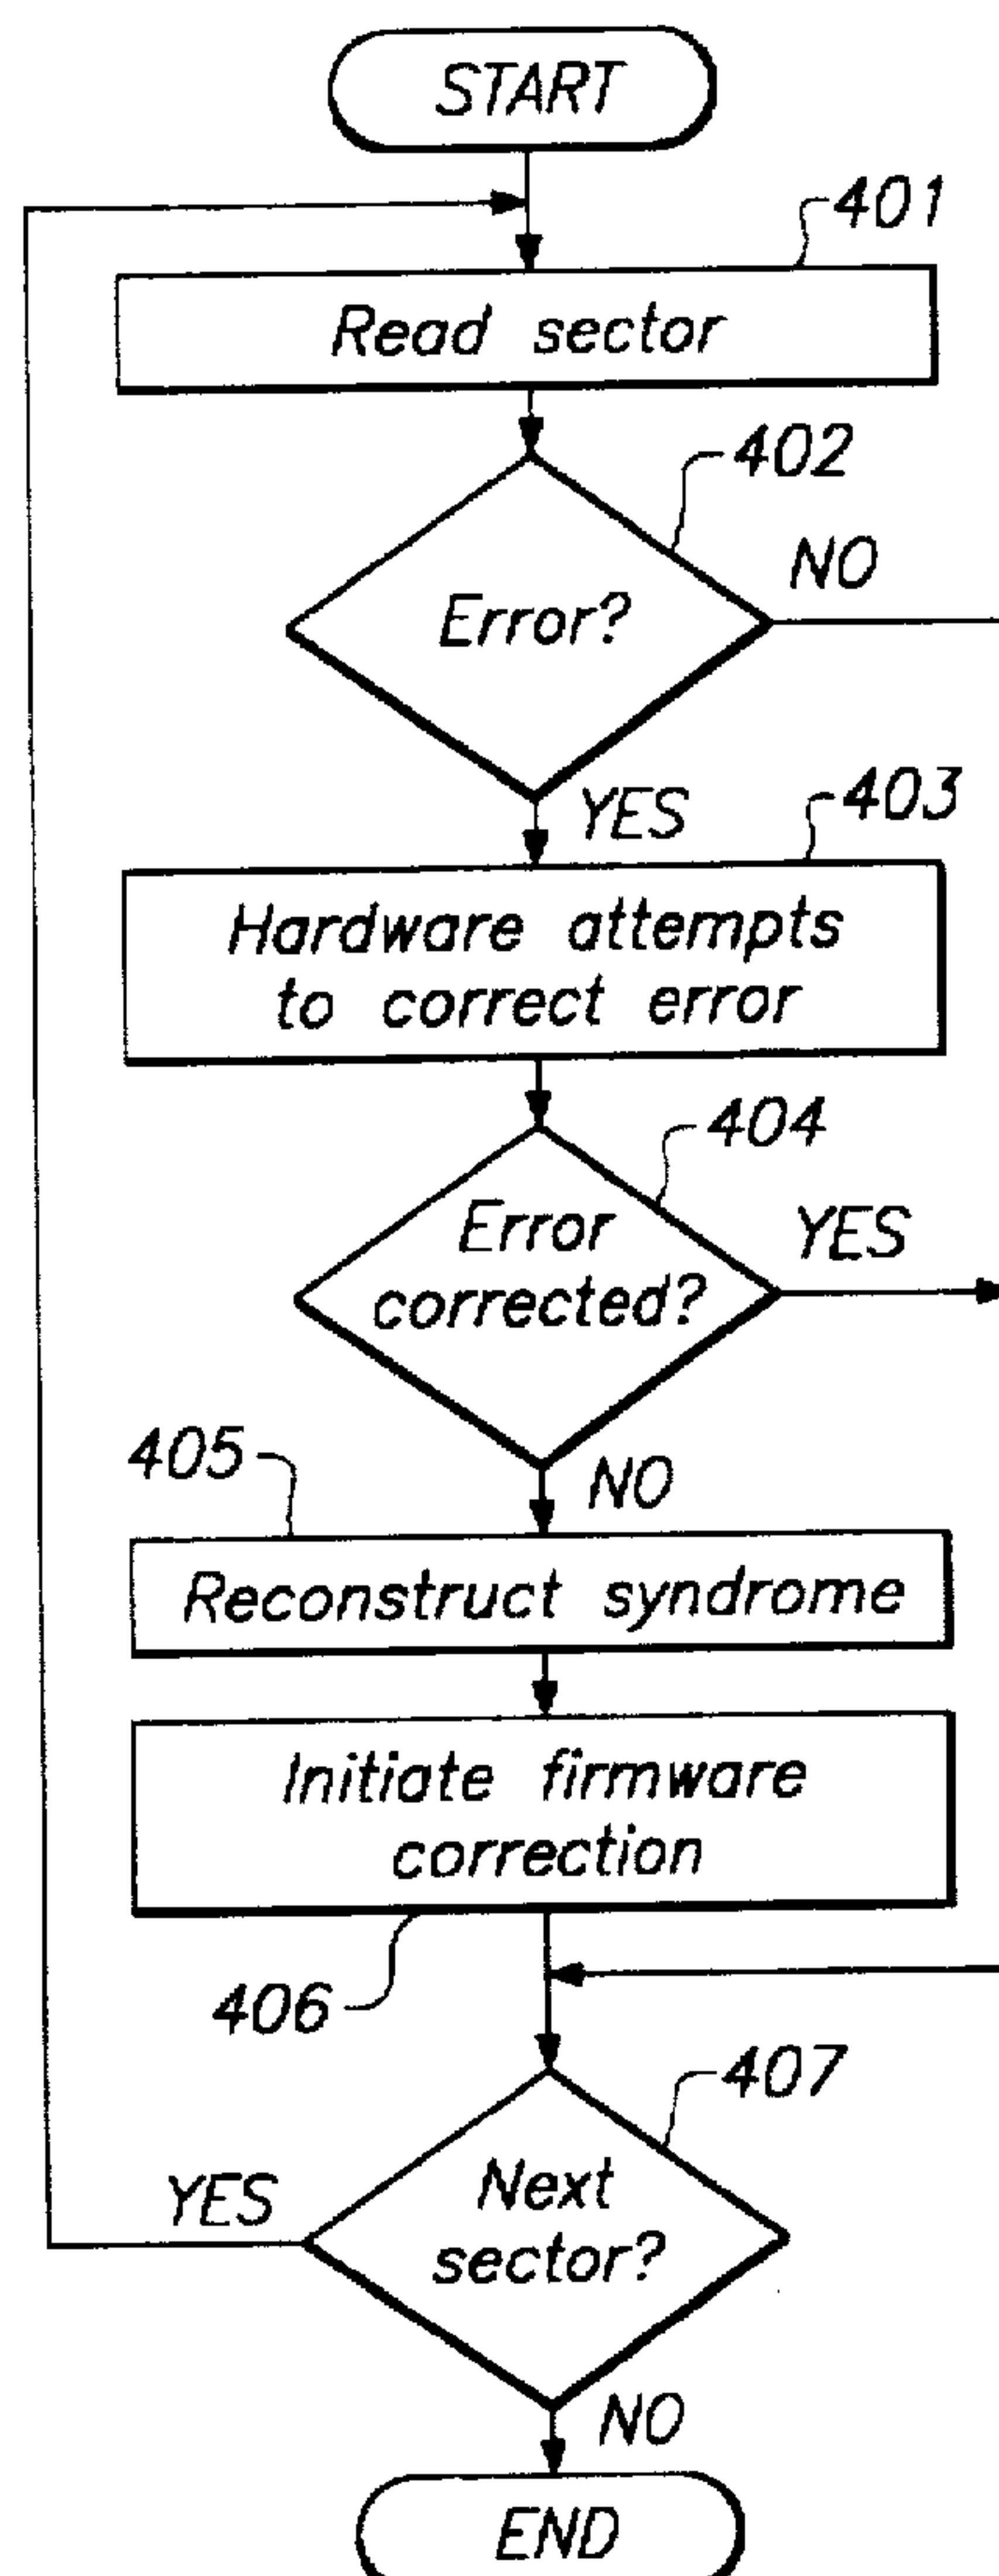 START
401
Read sector
402
NO
Error?
YES
403
Hardware attempts
to correct error
404
Error
corrected?
YES
405
NO
Reconstruct syndrome
Initiate firmware
correction
406
407
YES
Next
sector?
NO
END